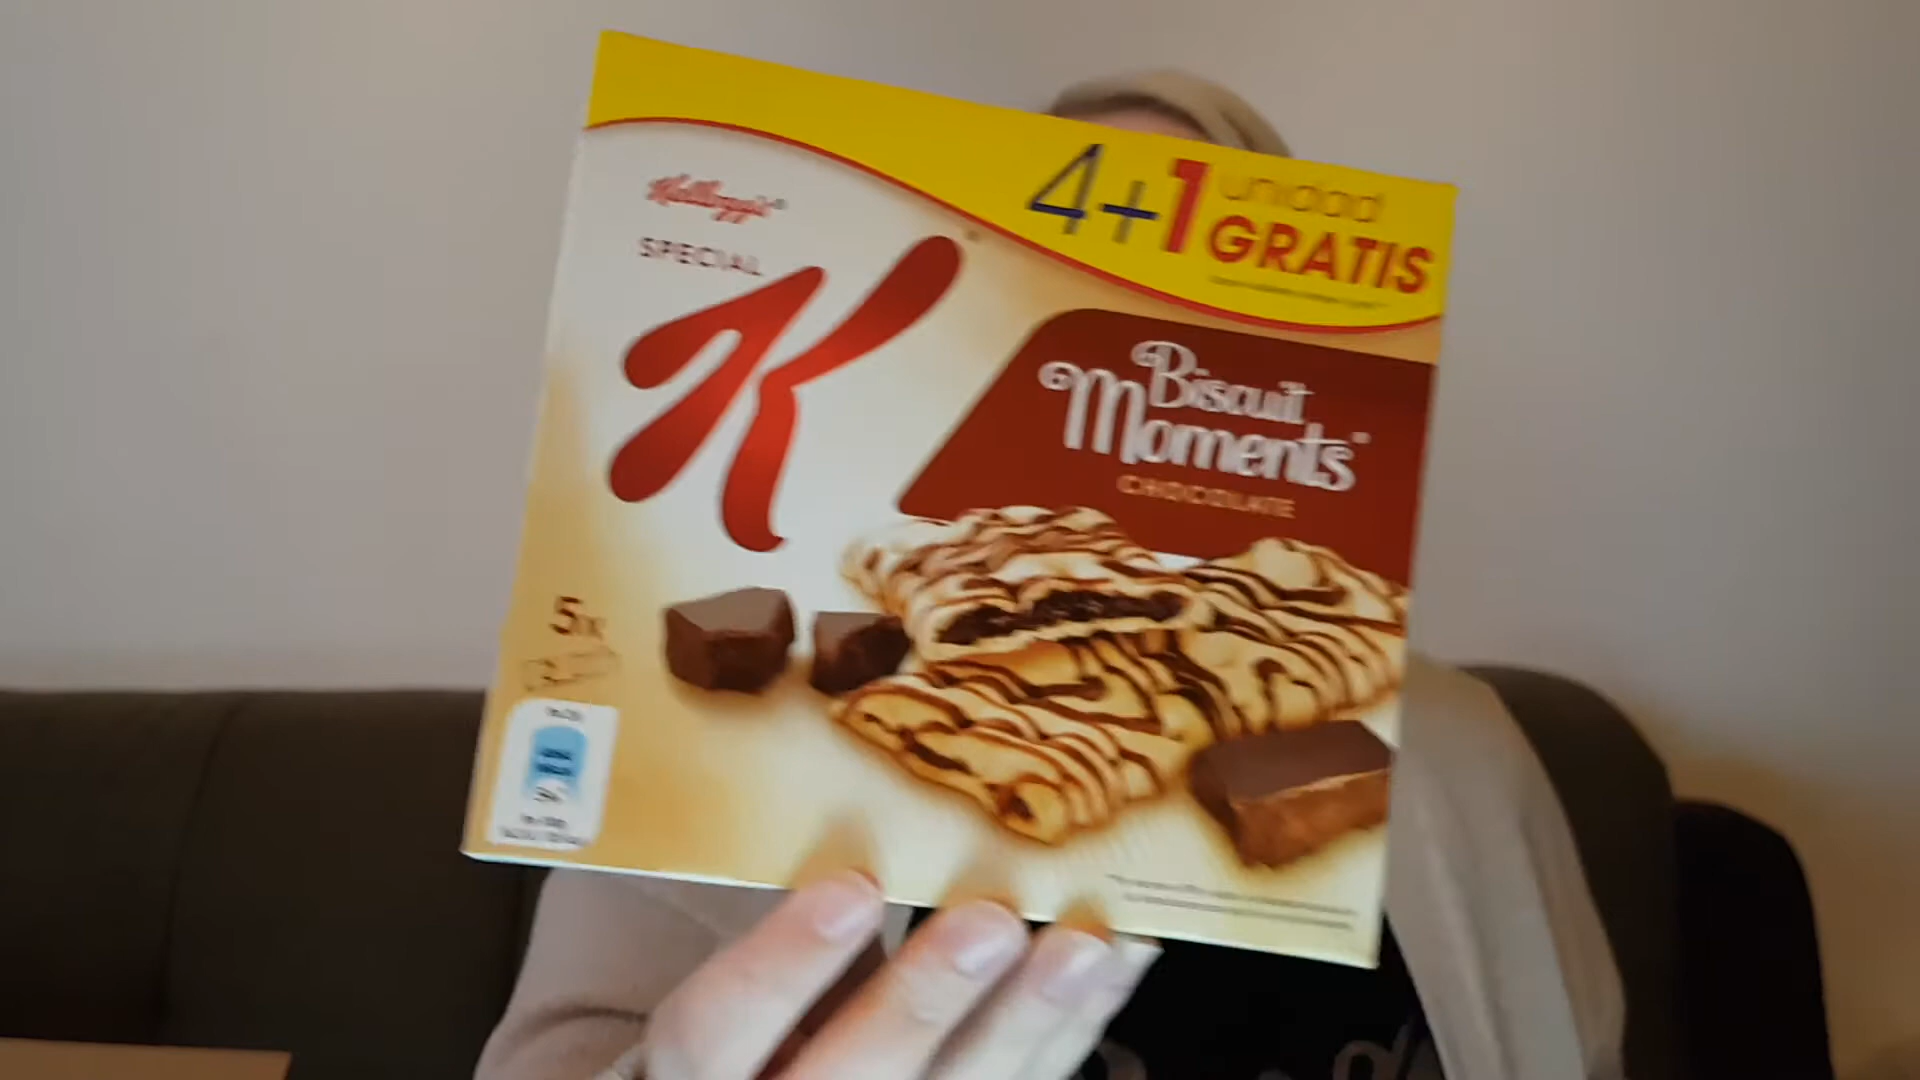 4+1 unidad
GRATIS
Kellogg's
SPECIAL
K
Biscuit
Moments
CHOCOLATE
5x